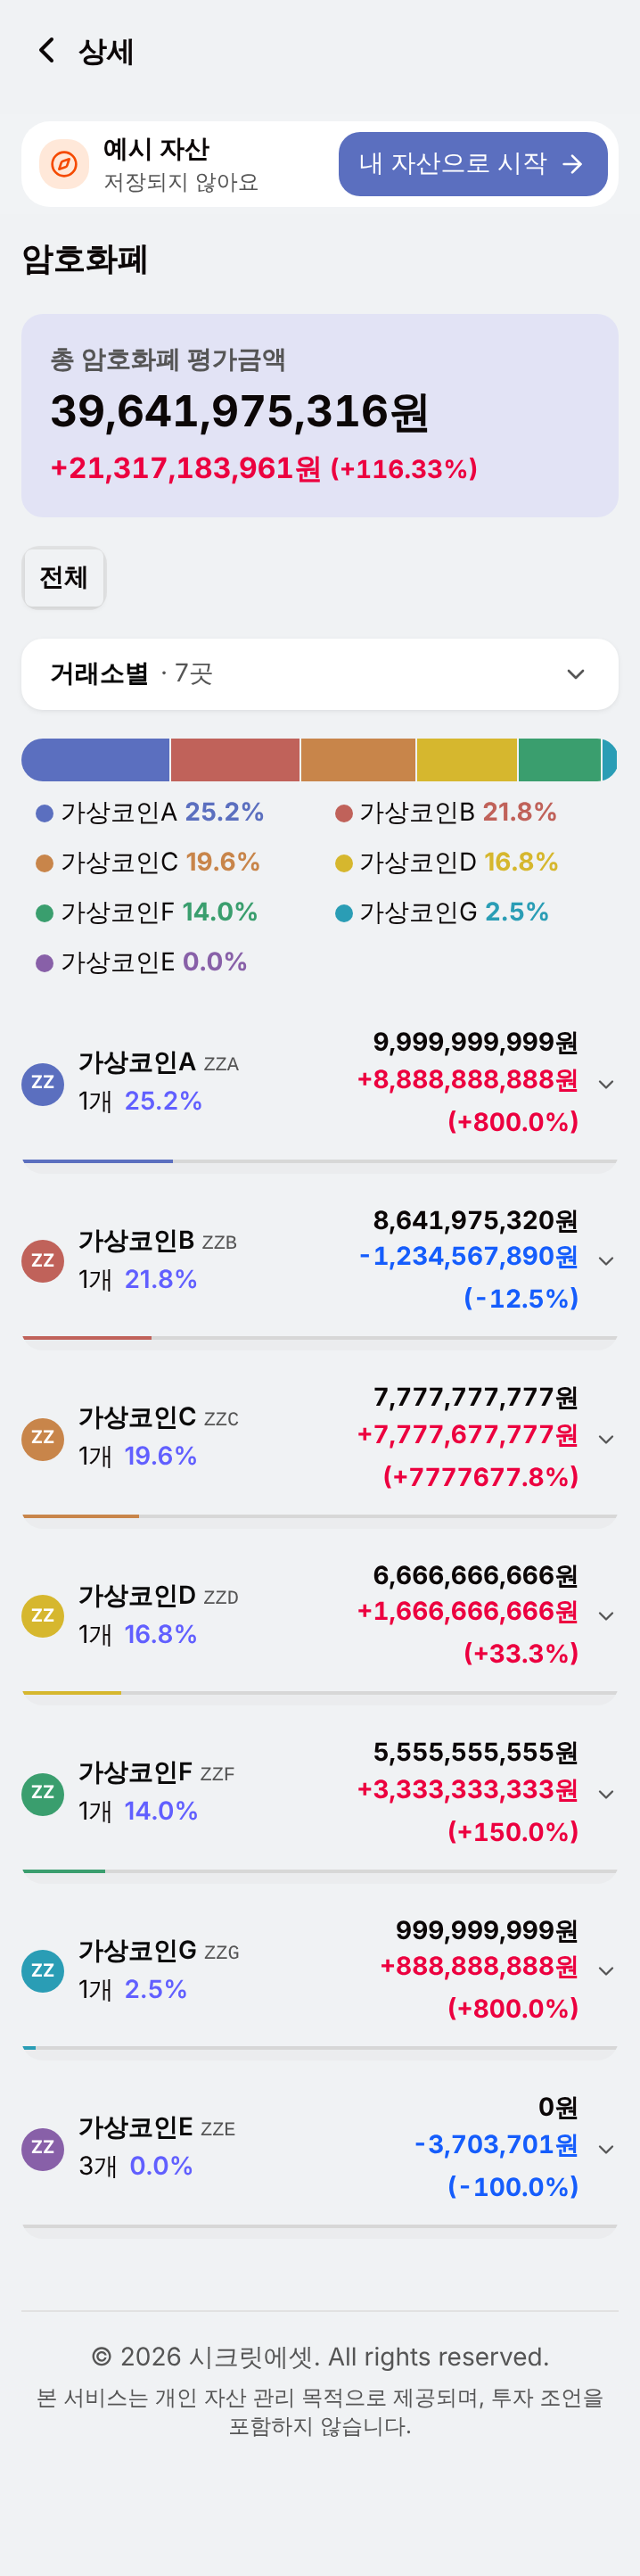 상세
예시 자산
저장되지 않아요
내 자산으로 시작 →
암호화폐
총 암호화폐 평가금액
39,641,975,316원
+21,317,183,961원 (+116.33%)
전체
거래소별 · 7곳
가상코인A 25.2%
가상코인B 21.8%
가상코인C 19.6%
가상코인D 16.8%
가상코인F 14.0%
가상코인G 2.5%
가상코인E 0.0%
ZZ
가상코인A ZZA
1개 25.2%
9,999,999,999원
+8,888,888,888원
(+800.0%)
ZZ
가상코인B ZZB
1개 21.8%
8,641,975,320원
-1,234,567,890원
(-12.5%)
ZZ
가상코인C ZZC
1개 19.6%
7,777,777,777원
+7,777,677,777원
(+7777677.8%)
ZZ
가상코인D ZZD
1개 16.8%
6,666,666,666원
+1,666,666,666원
(+33.3%)
ZZ
가상코인F ZZF
1개 14.0%
5,555,555,555원
+3,333,333,333원
(+150.0%)
ZZ
가상코인G ZZG
1개 2.5%
999,999,999원
+888,888,888원
(+800.0%)
ZZ
가상코인E ZZE
3개 0.0%
0원
-3,703,701원
(-100.0%)
© 2026 시크릿에셋. All rights reserved.
본 서비스는 개인 자산 관리 목적으로 제공되며, 투자 조언을
포함하지 않습니다.